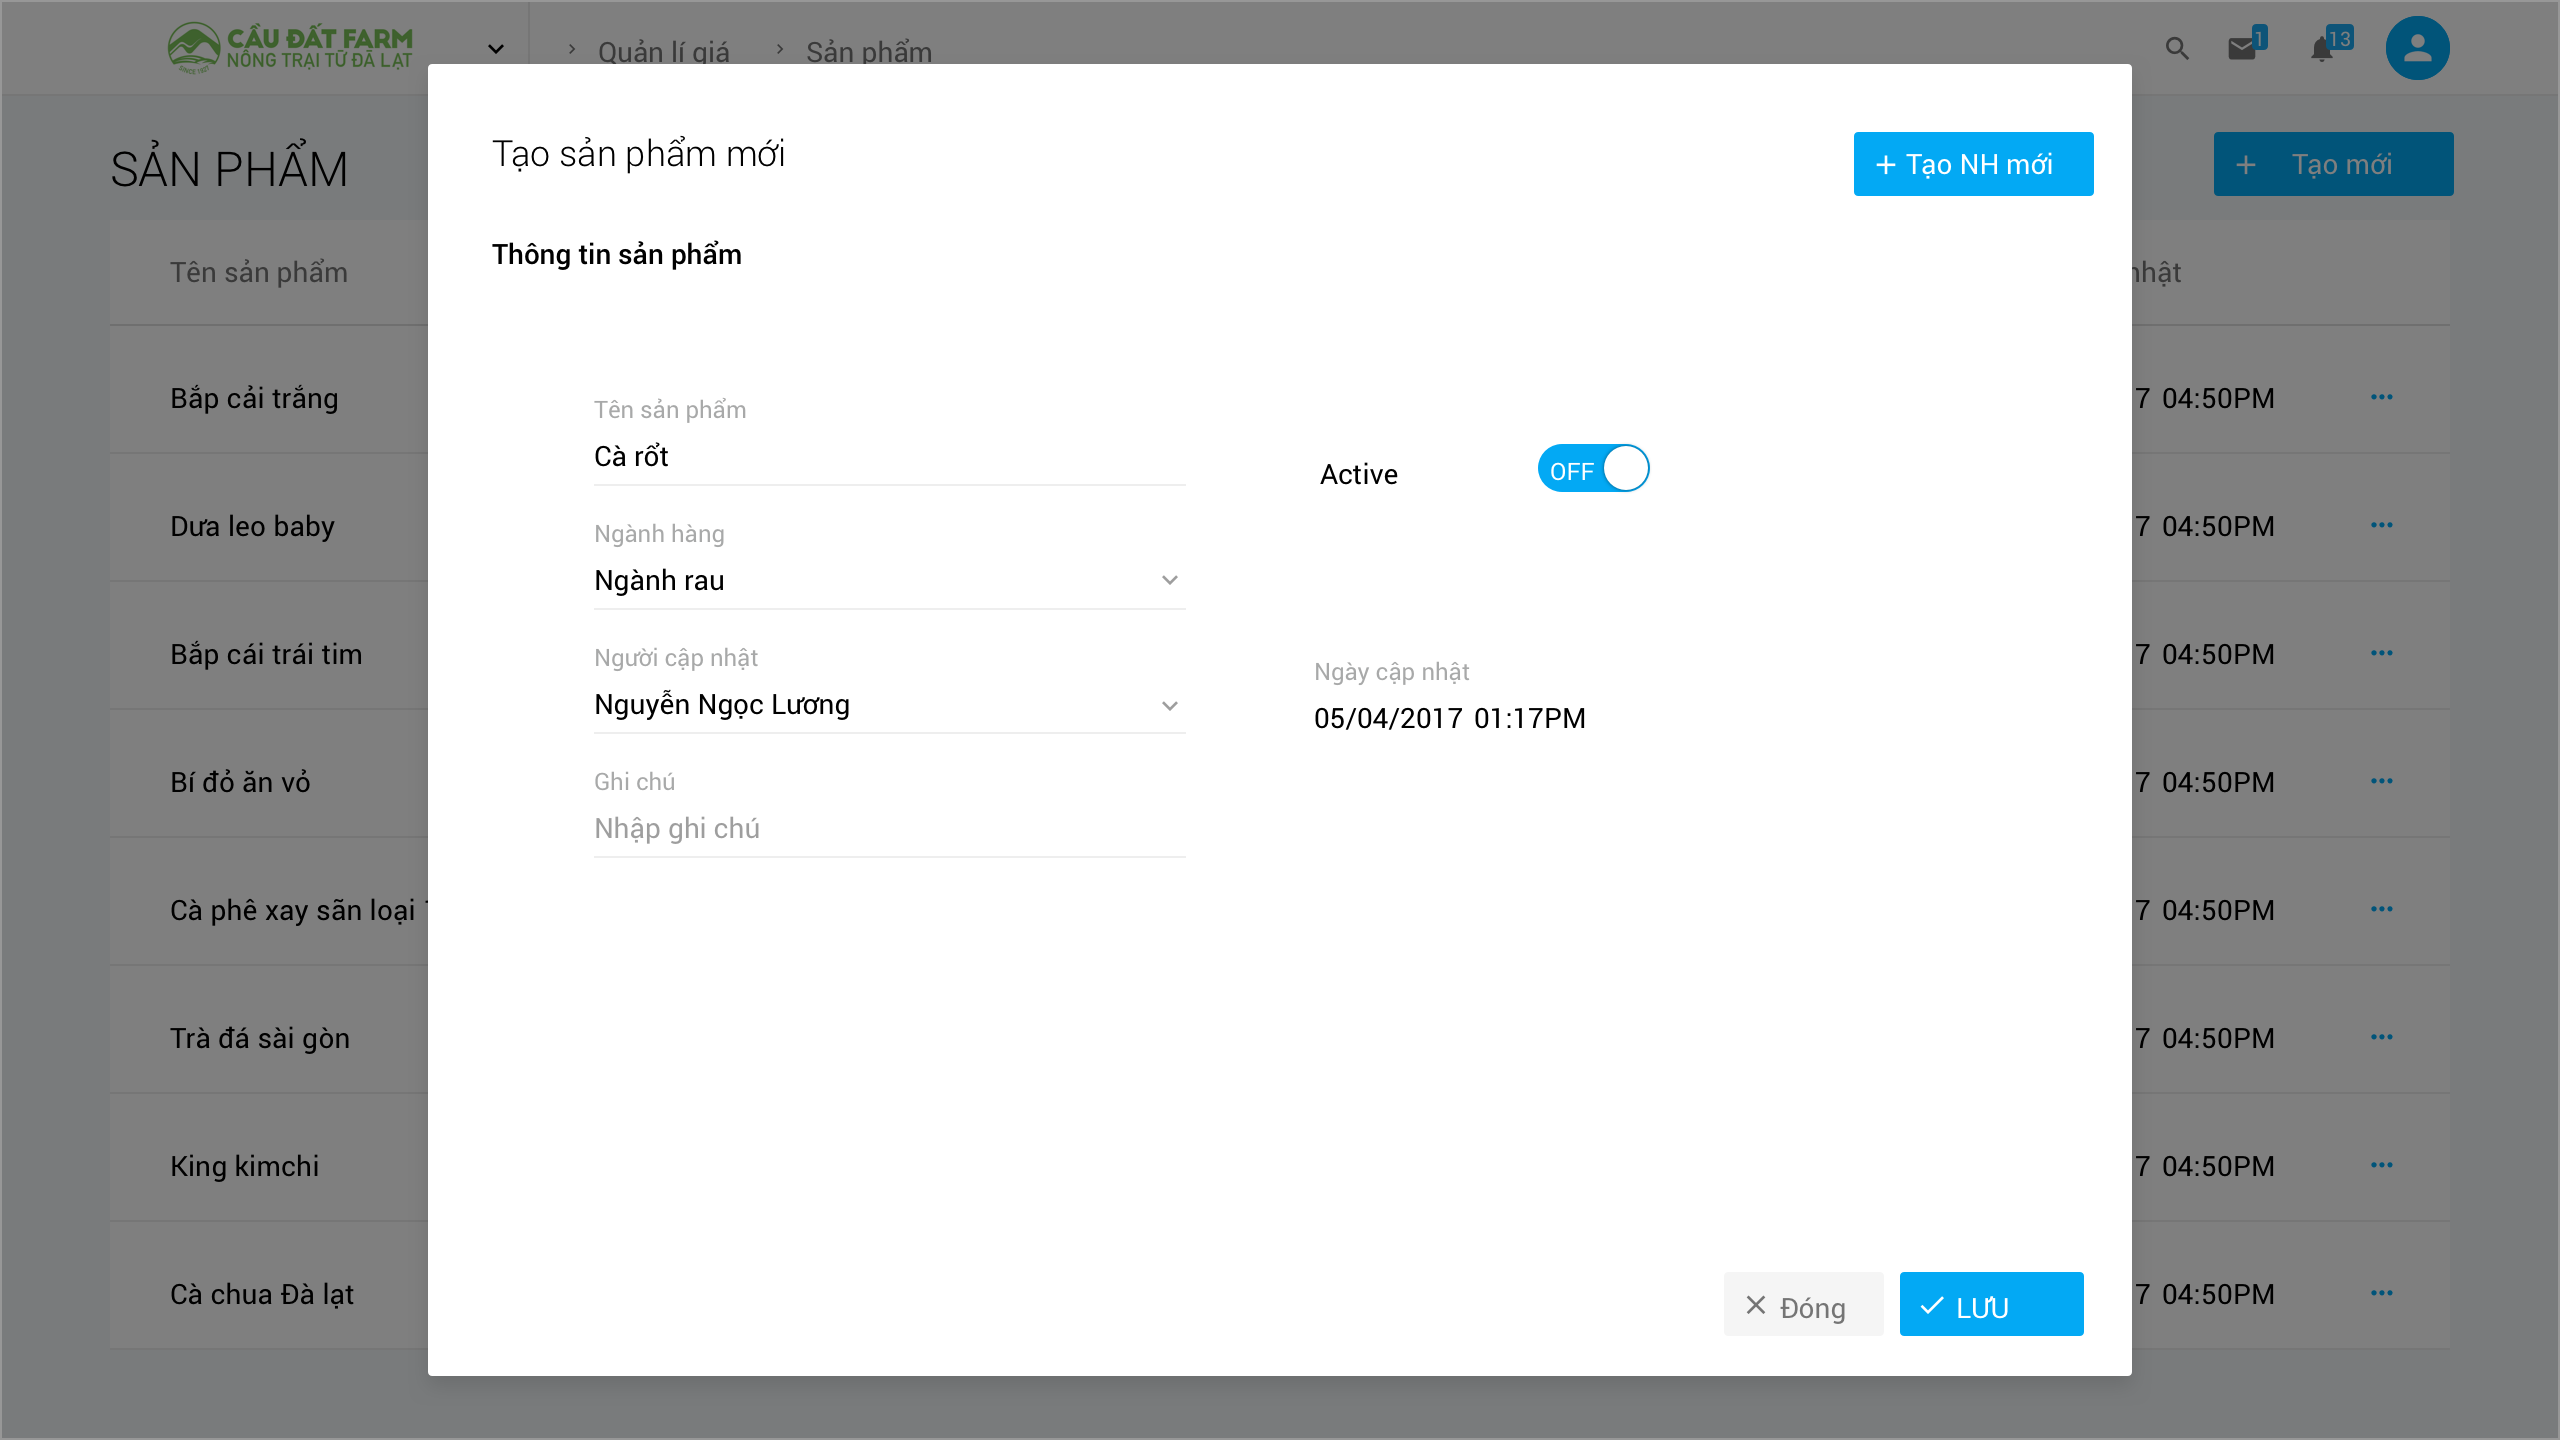 CẦU ĐẤT FARM
NÔNG TRẠI TỪ ĐÀ LẠT
SINCE 1927
Quản lí giá
Sản phẩm
1
13
SẢN PHẨM
Tạo mới
Tên sản phẩm
nhật
Bắp cải trắng
7 04:50PM
Dưa leo baby
7 04:50PM
Bắp cái trái tim
7 04:50PM
Bí đỏ ăn vỏ
7 04:50PM
Cà phê xay sẵn loại
7 04:50PM
Trà đá sài gòn
7 04:50PM
King kimchi
7 04:50PM
Cà chua Đà lạt
7 04:50PM
Tạo sản phẩm mới
+ Tạo NH mới
Thông tin sản phẩm
Tên sản phẩm
Cà rốt
Active
OFF
Ngành hàng
Ngành rau
Người cập nhật
Nguyễn Ngọc Lương
Ngày cập nhật
05/04/2017 01:17PM
Ghi chú
Nhập ghi chú
Đóng
LƯU